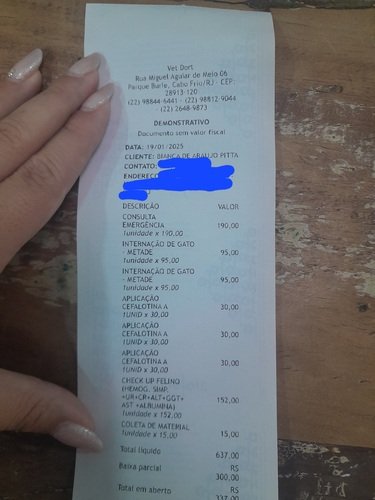 Vet Dort
Rua Miguel Aguiar de Melo 06
Parque Burle, Cabo Frio/RJ - CEP:
28913-120
(22) 98844-6441 - (22) 98812-9044
- (22) 2648-9873
DEMONSTRATIVO
Documento sem valor fiscal
DATA: 19/01/2025
CLIENTE: BIANCA DE ARAUJO PITTA
CONTATO:
ENDEREÇO
DESCRIÇÃO VALOR
CONSULTA
EMERGÊNCIA 190,00
1unidade x 190,00
INTERNAÇÃO DE GATO
- METADE 95,00
1unidade x 95,00
INTERNAÇÃO DE GATO
- METADE 95,00
1unidade x 95,00
APLICAÇÃO
CEFALOTINA A 30,00
1UNID x 30,00
APLICAÇÃO
CEFALOTINA A 30,00
1UNID x 30,00
APLICAÇÃO
CEFALOTINA A 30,00
1UNID x 30,00
CHECK UP FELINO
(HEMOG. SIMP.
+UR+CR+ALT+GGT+ 152,00
AST +ALBUMINA)
1unidade x 152,00
COLETA DE MATERIAL
1unidade x 15,00 15,00
Total líquido 637,00
Baixa parcial R$
300,00
Total em aberto R$
337,00